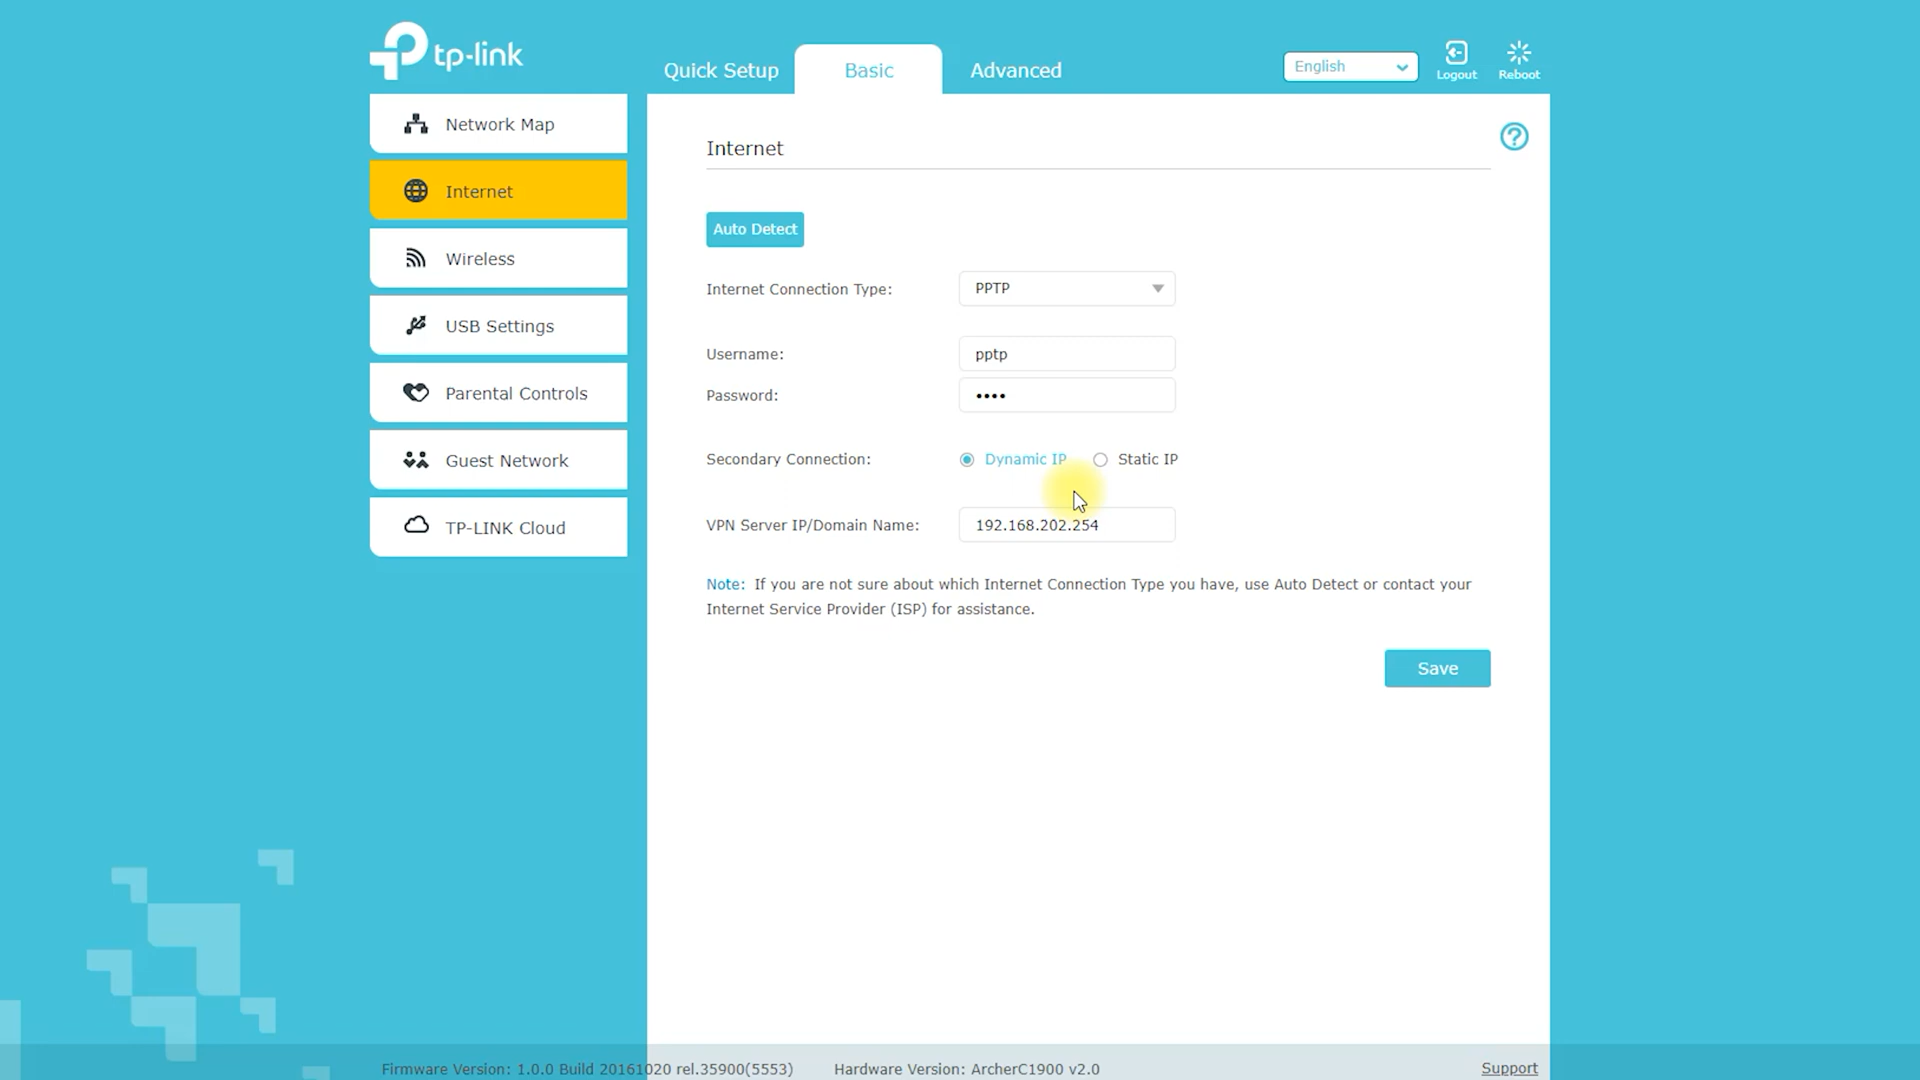 tp-link
Quick Setup
Basic
Advanced
English
Logout
Reboot
Network Map
Internet
Wireless
USB Settings
Parental Controls
Guest Network
TP-LINK Cloud
Internet
Auto Detect
Internet Connection Type: PPTP
Username: pptp
Password: ••••
Secondary Connection: Dynamic IP Static IP
VPN Server IP/Domain Name: 192.168.202.254
Note: If you are not sure about which Internet Connection Type you have, use Auto Detect or contact your
Internet Service Provider (ISP) for assistance.
Save
Firmware Version: 1.0.0 Build 20161020 rel.35900(5553) Hardware Version: ArcherC1900 v2.0 Support